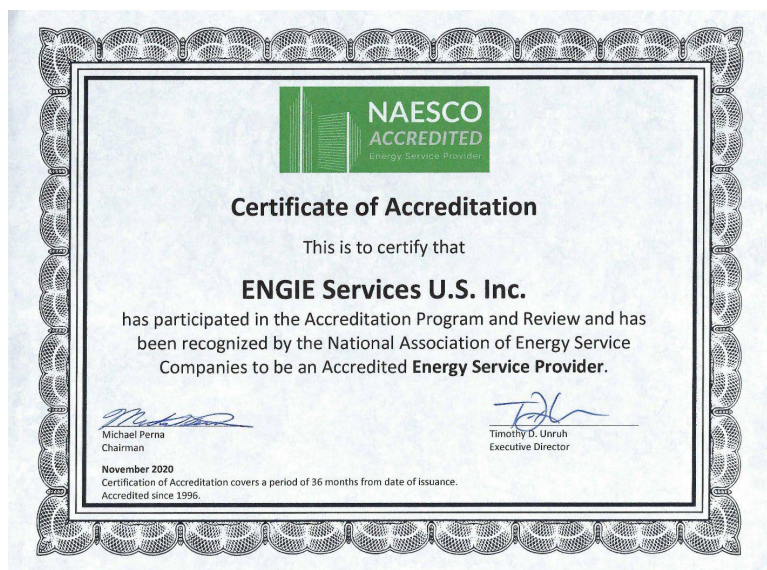 NAESCO
ACCREDITED
Energy Service Provider
Certificate of Accreditation
This is to certify that
ENGIE Services U.S. Inc.
has participated in the Accreditation Program and Review and has
been recognized by the National Association of Energy Service
Companies to be an Accredited Energy Service Provider.
Michael Perna
Chairman
Timothy D. Unruh
Executive Director
November 2020
Certification of Accreditation covers a period of 36 months from date of issuance.
Accredited since 1996.